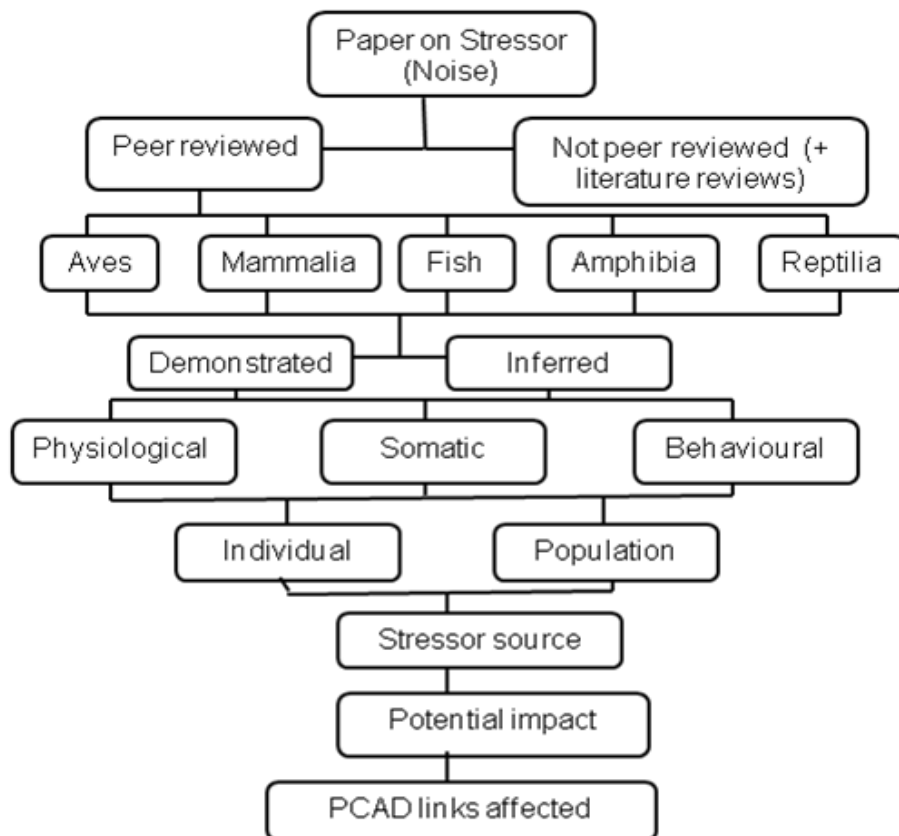 Paper on Stressor
(Noise)
Peer reviewed
Not peer reviewed (+
literature reviews)
Aves
Mammalia
Fish
Amphibia
Reptilia
Demonstrated
Inferred
Physiological
Somatic
Behavioural
Individual
Population
Stressor source
Potential impact
PCAD links affected